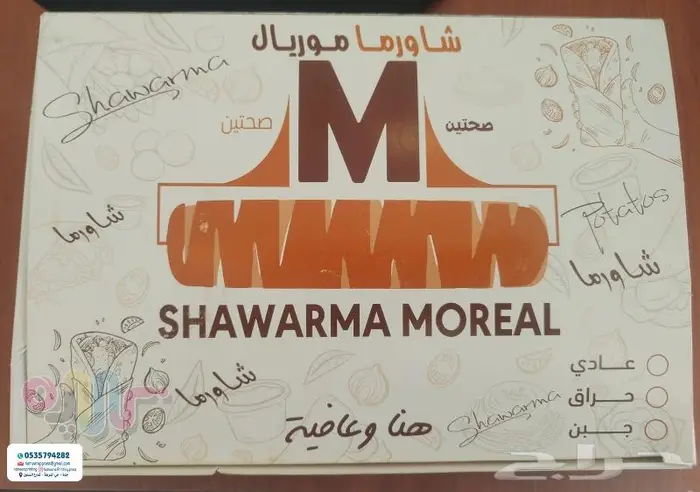 شاورما موريال
Shawarma
صحتين
M
صحتين
Potatos
شاورما
شاورما
SHAWARMA MOREAL
عادي
حراق
جبن
شاورما
Shawarma
هنا وعافية
حراج
0535794282